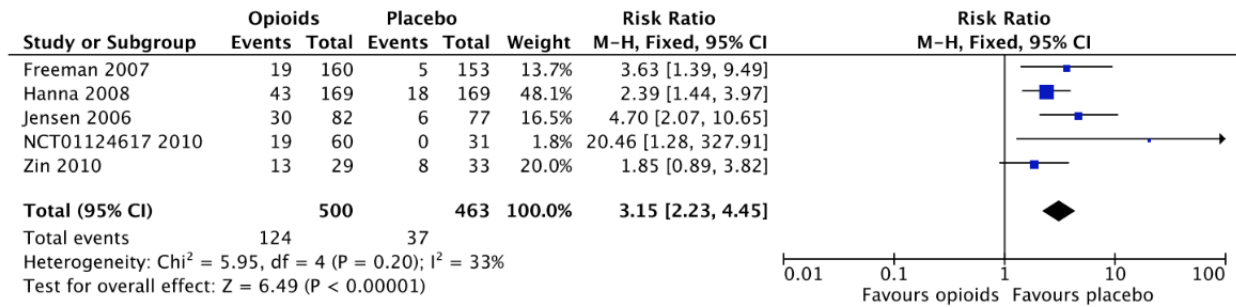 Opioids Placebo Risk Ratio Risk Ratio
Study or Subgroup Events Total Events Total Weight M-H, Fixed, 95% CI M-H, Fixed, 95% CI
Freeman 2007 19 160 5 153 13.7% 3.63 [1.39, 9.49]
Hanna 2008 43 169 18 169 48.1% 2.39 [1.44, 3.97]
Jensen 2006 30 82 6 77 16.5% 4.70 [2.07, 10.65]
NCT01124617 2010 19 60 0 31 1.8% 20.46 [1.28, 327.91]
Zin 2010 13 29 8 33 20.0% 1.85 [0.89, 3.82]
Total (95% CI) 500 463 100.0% 3.15 [2.23, 4.45]
Total events 124 37
Heterogeneity: Chi² = 5.95, df = 4 (P = 0.20); I² = 33%
Test for overall effect: Z = 6.49 (P < 0.00001)
0.01 0.1 1 10 100
Favours opioids Favours placebo